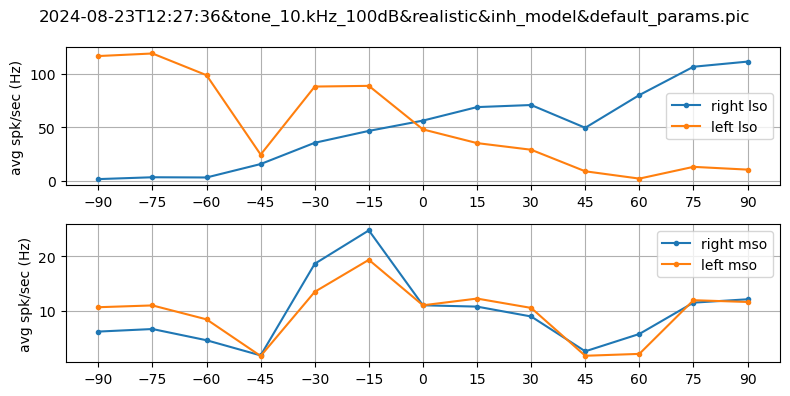 2024-08-23T12:27:36&tone_10.kHz_100dB&realistic&inh_model&default_params.pic
avg spk/sec (Hz)
100
50
0
right lso
left lso
−90 −75 −60 −45 −30 −15 0 15 30 45 60 75 90
avg spk/sec (Hz)
20
10
right mso
left mso
−90 −75 −60 −45 −30 −15 0 15 30 45 60 75 90